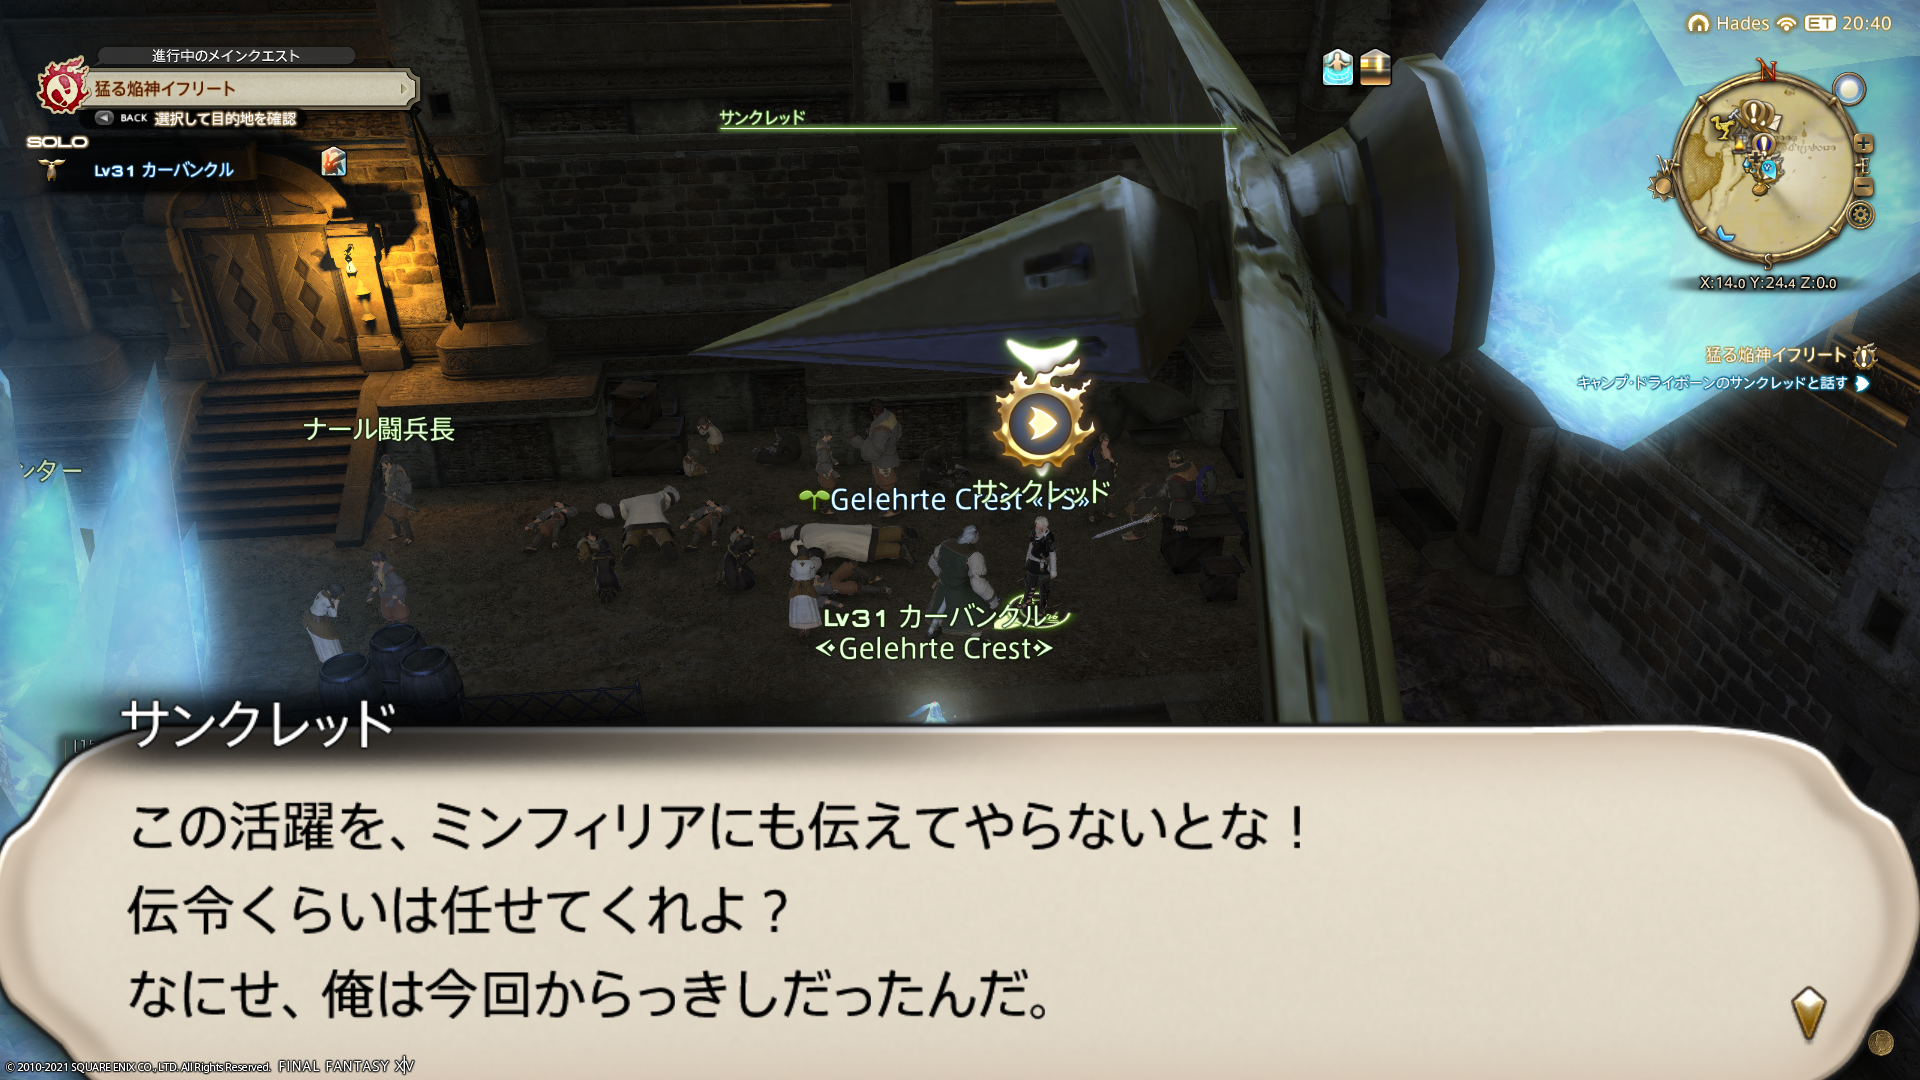 進行中のメインクエスト
猛る焔神イフリート
BACK 選択して目的地を確認
SOLO
Lv31 カーバンクル
サンクレッド
Hades ET 20:40
N
W
E
S
X:14.0 Y:24.4 Z:0.0
猛る焔神イフリート
キャンプ・ドライボーンのサンクレッドと話す
ナール闘兵長
ンター
サンクレッド
Gelehrte Crest «PS»
Lv31 カーバンクル
Gelehrte Crest
サンクレッド
この活躍を、ミンフィリアにも伝えてやらないとな！
伝令くらいは任せてくれよ？
なにせ、俺は今回からっきしだったんだ。
© 2010-2021 SQUARE ENIX CO., LTD. All Rights Reserved. FINAL FANTASY XIV